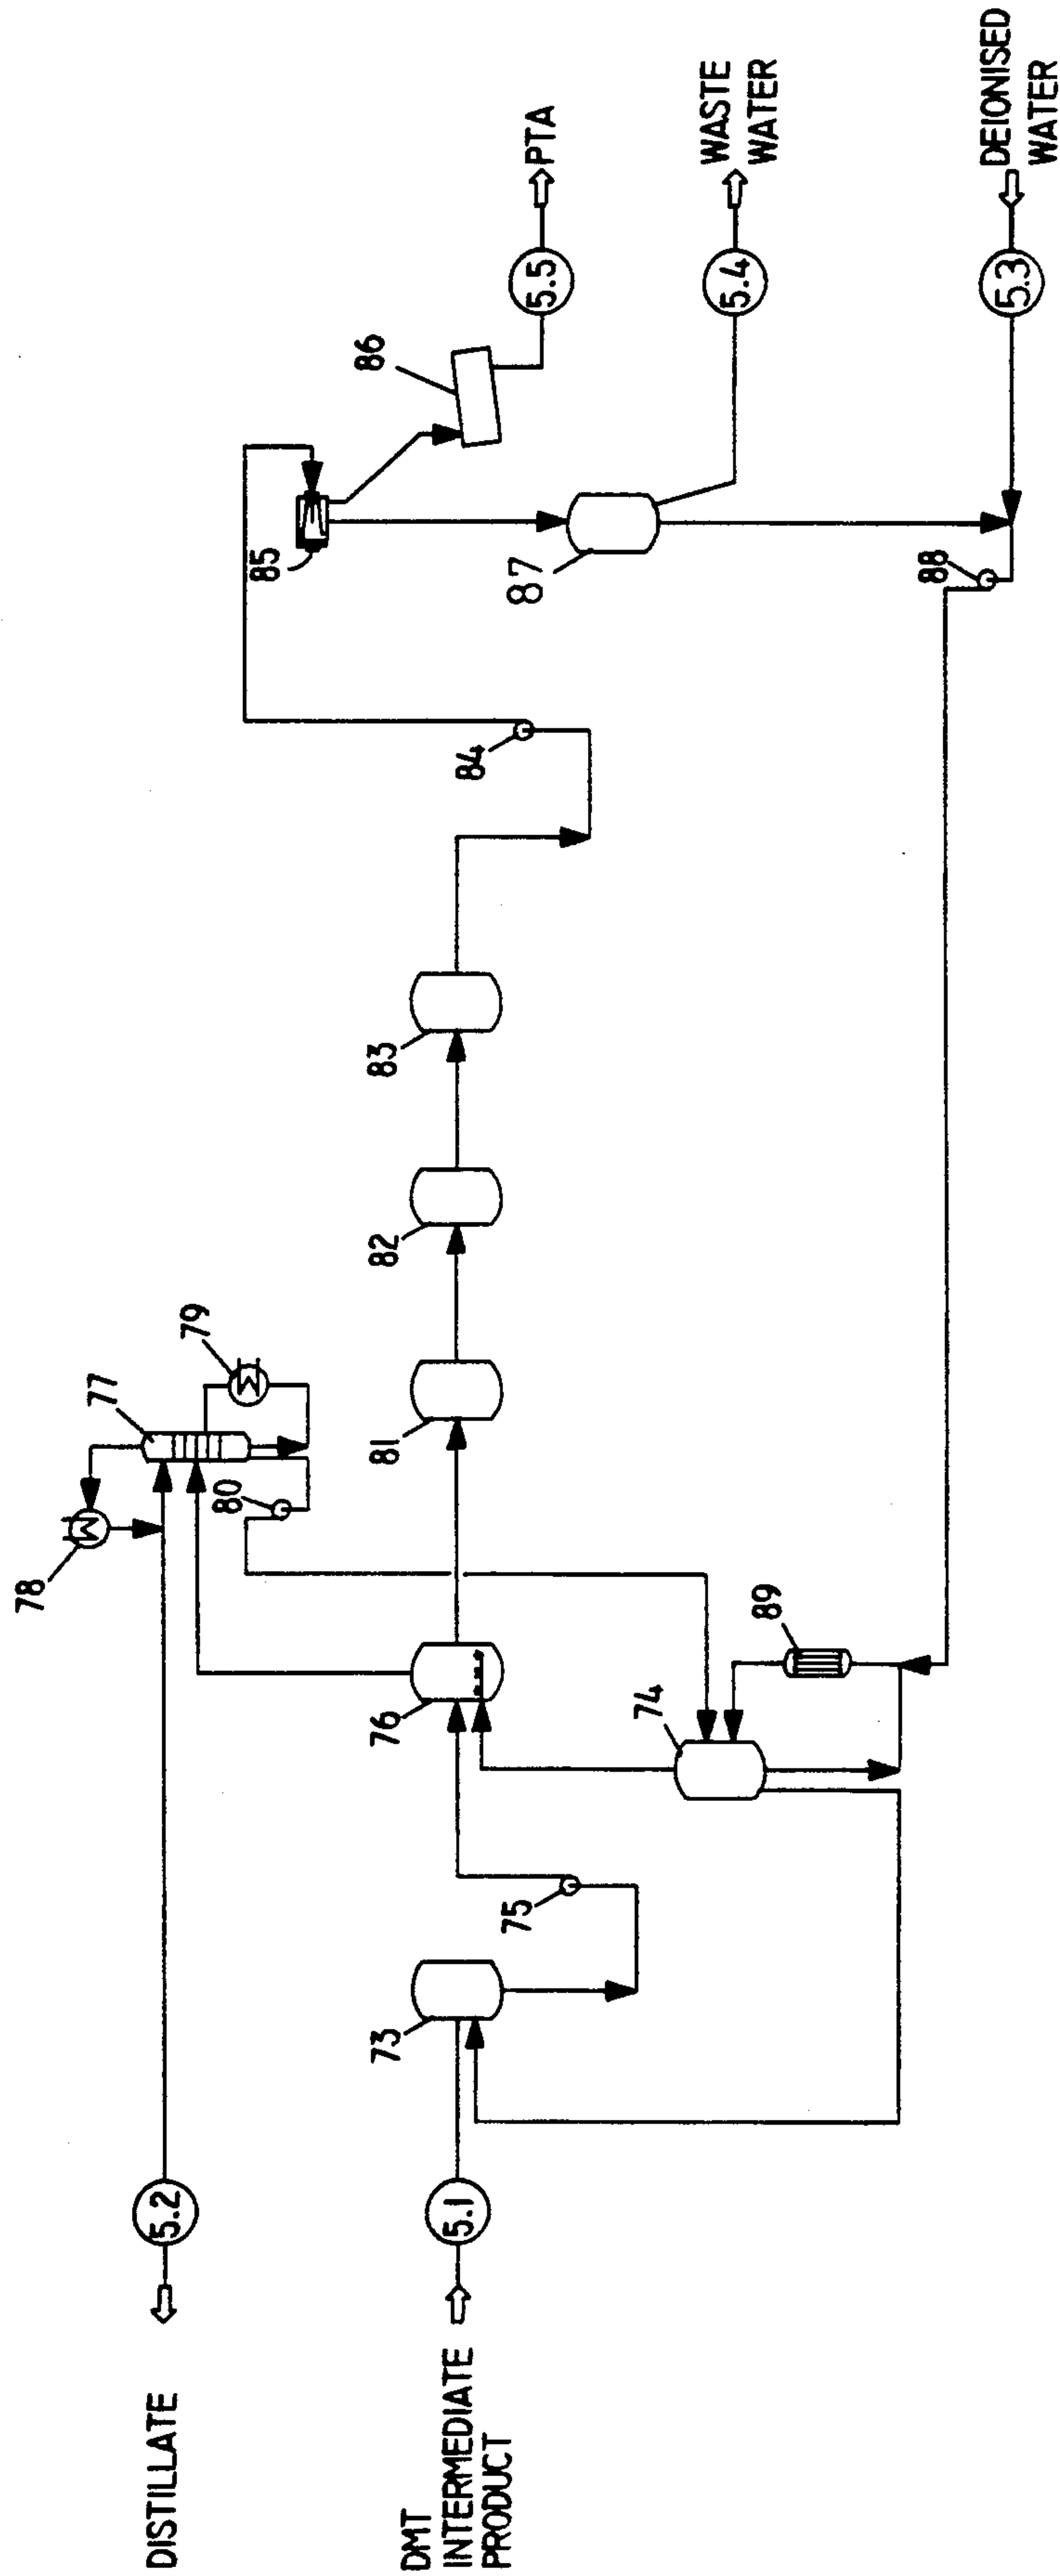 DISTILLATE
5.2
78
77
79
80
DMT
INTERMEDIATE
PRODUCT
5.1
73
75
76
74
89
81
82
83
84
85
86
87
88
5.5
PTA
5.4
WASTE
WATER
5.3
DEIONISED
WATER